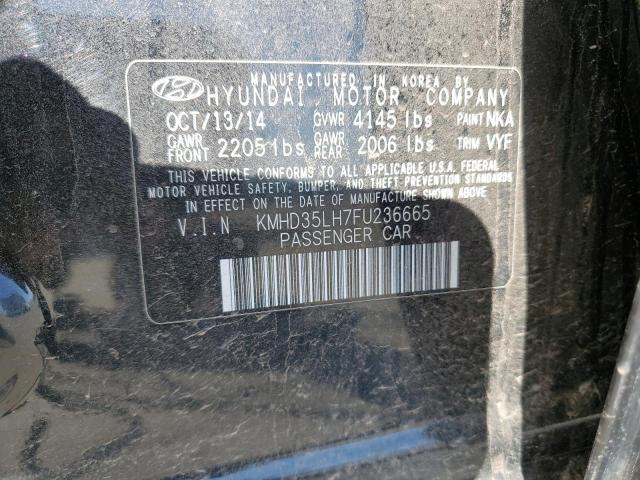 MANUFACTURED IN KOREA BY
HYUNDAI MOTOR COMPANY
OCT/13/14 GVWR 4145 lbs PAINT NKA
GAWR FRONT 2205 lbs GAWR REAR 2006 lbs TRIM VYF
THIS VEHICLE CONFORMS TO ALL APPLICABLE U.S.A. FEDERAL
MOTOR VEHICLE SAFETY, BUMPER, AND THEFT PREVENTION STANDARDS
IN EFFECT ON THE DATE OF MANUFACTURE SHOWN ABOVE
V.I.N KMHD35LH7FU236665
PASSENGER CAR